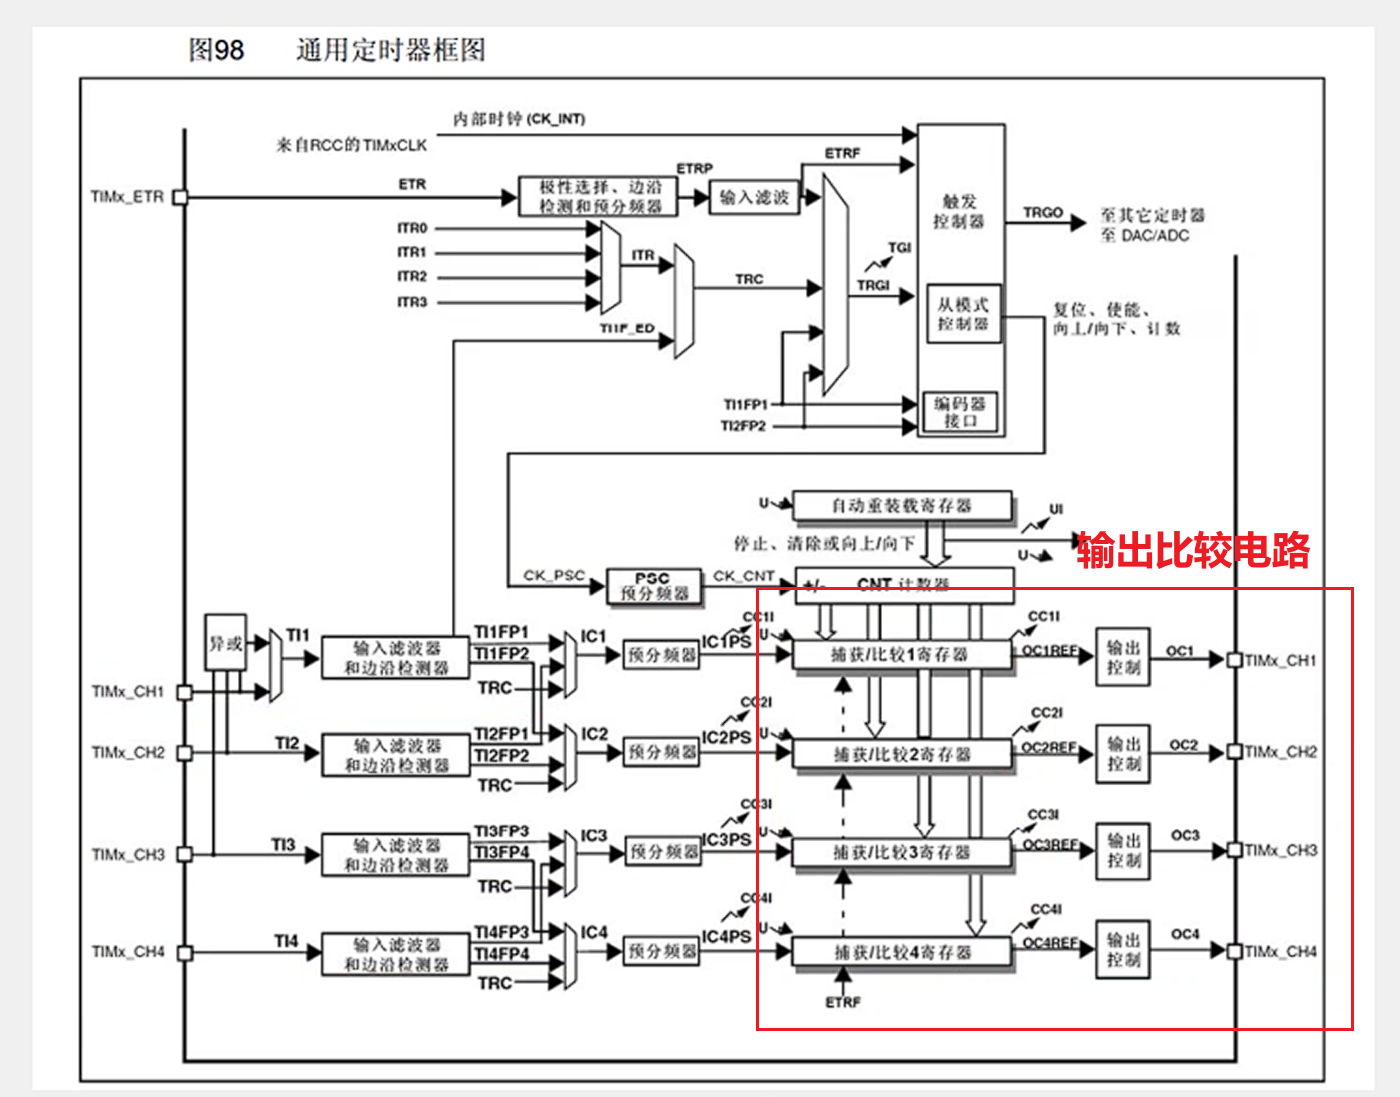 图98 通用定时器框图
内部时钟 (CK_INT)
来自RCC的TIMxCLK
ETRF
ETRP
ETR
TIMx_ETR
极性选择、边沿
检测和预分频器
输入滤波
触发
控制器
TRGO
至其它定时器
至 DAC/ADC
ITR0
ITR1
ITR2
ITR3
ITR
TRC
TGI
TRGI
从模式
控制器
复位、使能、
向上/向下、计数
TI1F_ED
TI1FP1
TI2FP2
编码器
接口
U
自动重装载寄存器
UI
U
停止、清除或向上/向下
输出比较电路
CK_PSC
PSC
预分频器
CK_CNT
+/-
CNT 计数器
异或
TI1
输入滤波器
和边沿检测器
TI1FP1
TI1FP2
TRC
IC1
预分频器
IC1PS
CC1I
U
捕获/比较1寄存器
CC1I
OC1REF
输出
控制
OC1
TIMx_CH1
TIMx_CH1
TIMx_CH2
TI2
输入滤波器
和边沿检测器
TI2FP1
TI2FP2
TRC
IC2
预分频器
IC2PS
CC2I
U
捕获/比较2寄存器
CC2I
OC2REF
输出
控制
OC2
TIMx_CH2
TIMx_CH3
TI3
输入滤波器
和边沿检测器
TI3FP3
TI3FP4
TRC
IC3
预分频器
IC3PS
CC3I
U
捕获/比较3寄存器
CC3I
OC3REF
输出
控制
OC3
TIMx_CH3
TIMx_CH4
TI4
输入滤波器
和边沿检测器
TI4FP3
TI4FP4
TRC
IC4
预分频器
IC4PS
CC4I
U
捕获/比较4寄存器
CC4I
OC4REF
输出
控制
OC4
TIMx_CH4
ETRF